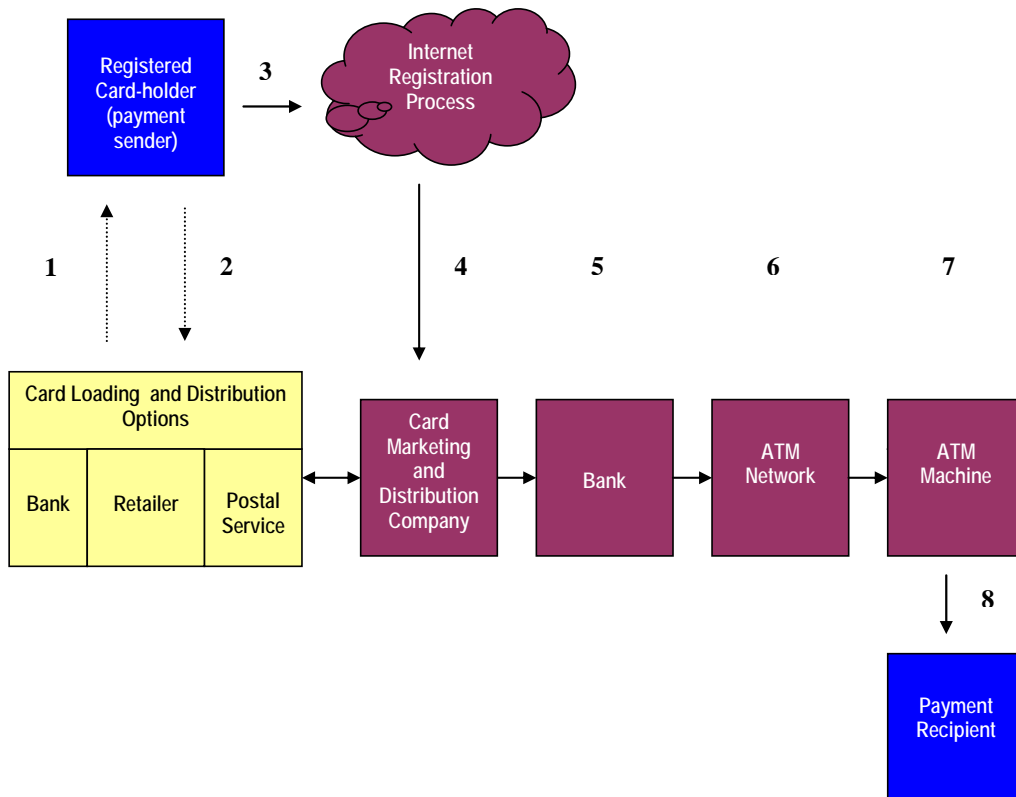 Registered
Card-holder
(payment
sender)
3
Internet
Registration
Process
1
2
4
5
6
7
Card Loading and Distribution
Options
Bank
Retailer
Postal
Service
Card
Marketing
and
Distribution
Company
Bank
ATM
Network
ATM
Machine
8
Payment
Recipient